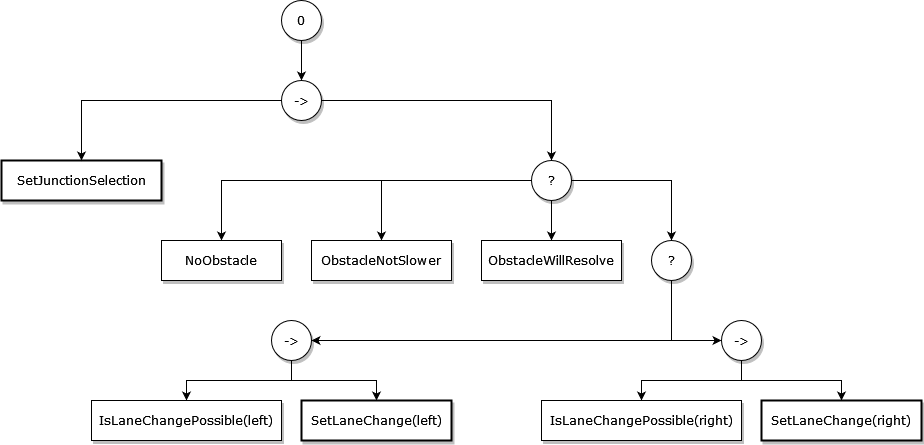 0
->
SetJunctionSelection
?
NoObstacle
ObstacleNotSlower
ObstacleWillResolve
?
->
->
IsLaneChangePossible(left)
SetLaneChange(left)
IsLaneChangePossible(right)
SetLaneChange(right)